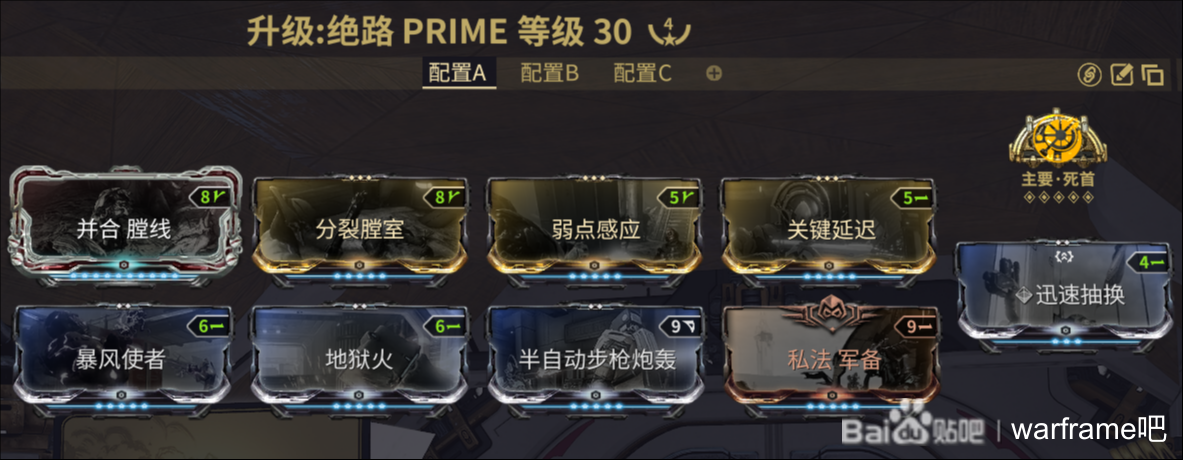 升级:绝路 PRIME 等级 30 4
配置A 配置B 配置C
主要·死首
8 8 5 5
并合 膛线 分裂膛室 弱点感应 关键延迟
4
迅速抽换
6 6 9 9
暴风使者 地狱火 半自动步枪炮轰 私法 军备
Bai du 贴吧 | warframe吧